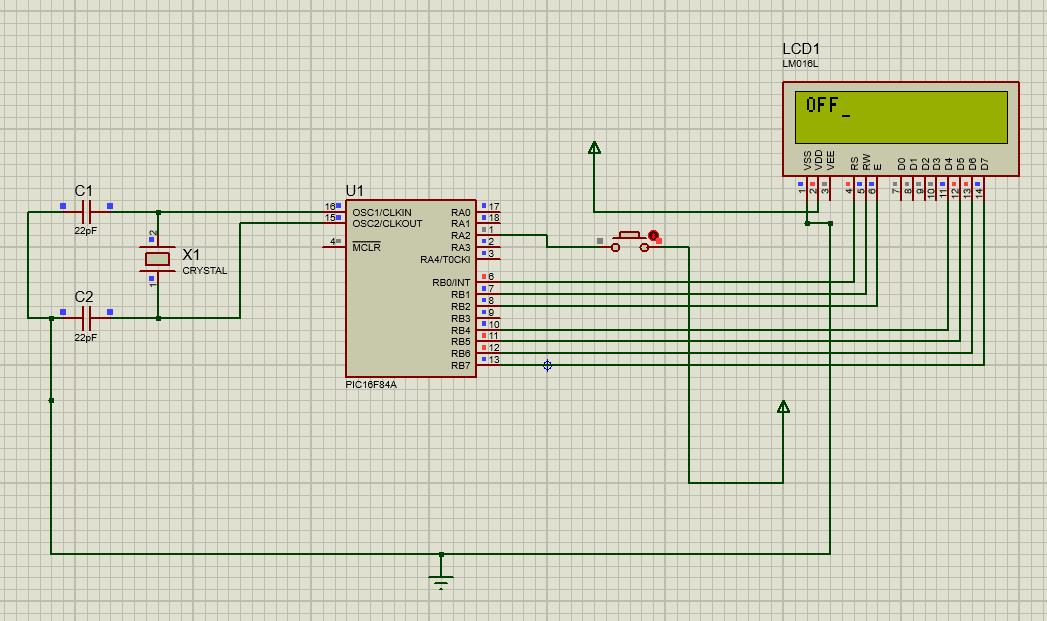 LCD1
LM016L
OFF_
VSS
VDD
VEE
RS
RW
E
D0
D1
D2
D3
D4
D5
D6
D7
1
2
3
4
5
6
7
8
9
10
11
12
13
14
C1
22pF
X1
CRYSTAL
2
1
C2
22pF
U1
16 OSC1/CLKIN
15 OSC2/CLKOUT
4 MCLR
RA0 17
RA1 18
RA2 1
RA3 2
RA4/T0CKI 3
RB0/INT 6
RB1 7
RB2 8
RB3 9
RB4 10
RB5 11
RB6 12
RB7 13
PIC16F84A